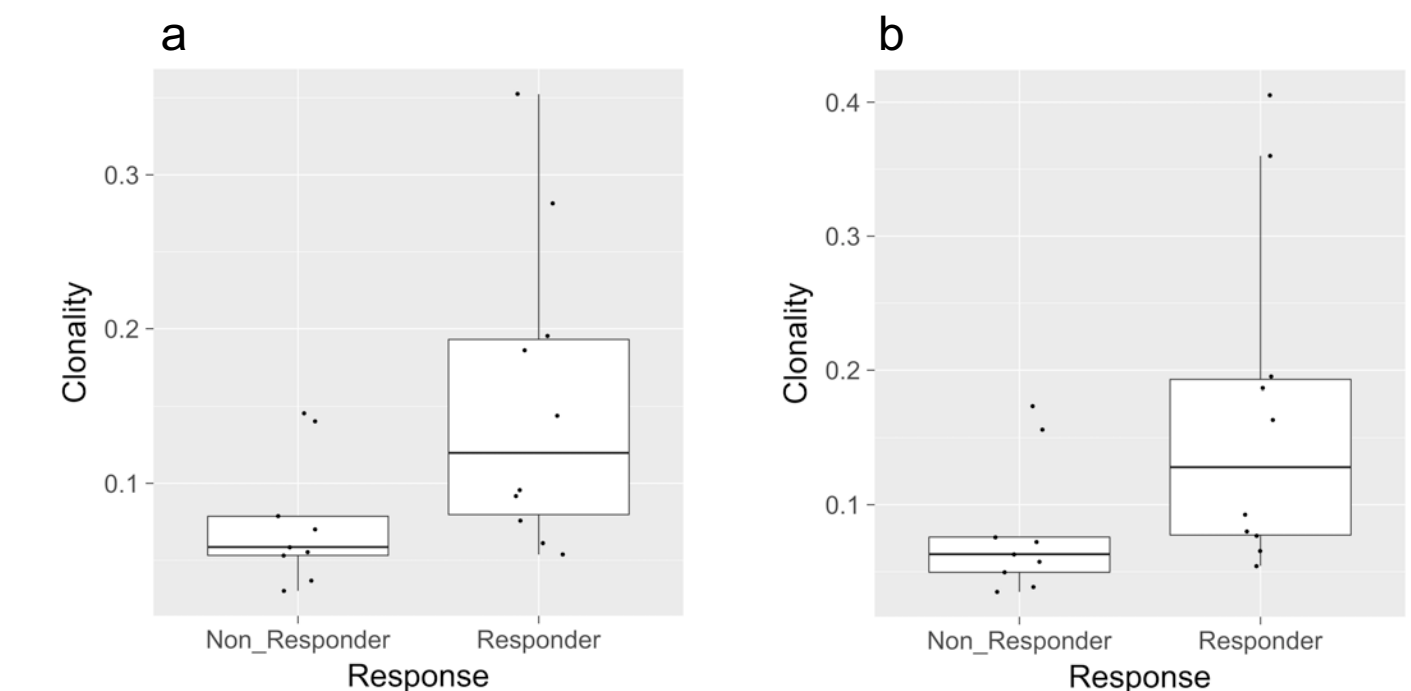 a
Clonality
0.3
0.2
0.1
Non_Responder
Responder
Response
b
Clonality
0.4
0.3
0.2
0.1
Non_Responder
Responder
Response